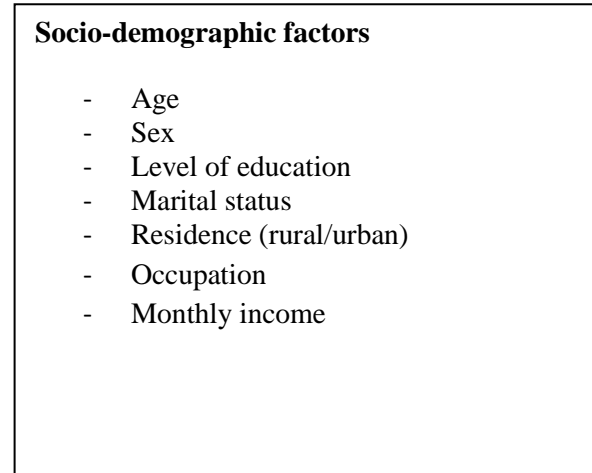 Socio-demographic factors
- Age
- Sex
- Level of education
- Marital status
- Residence (rural/urban)
- Occupation
- Monthly income